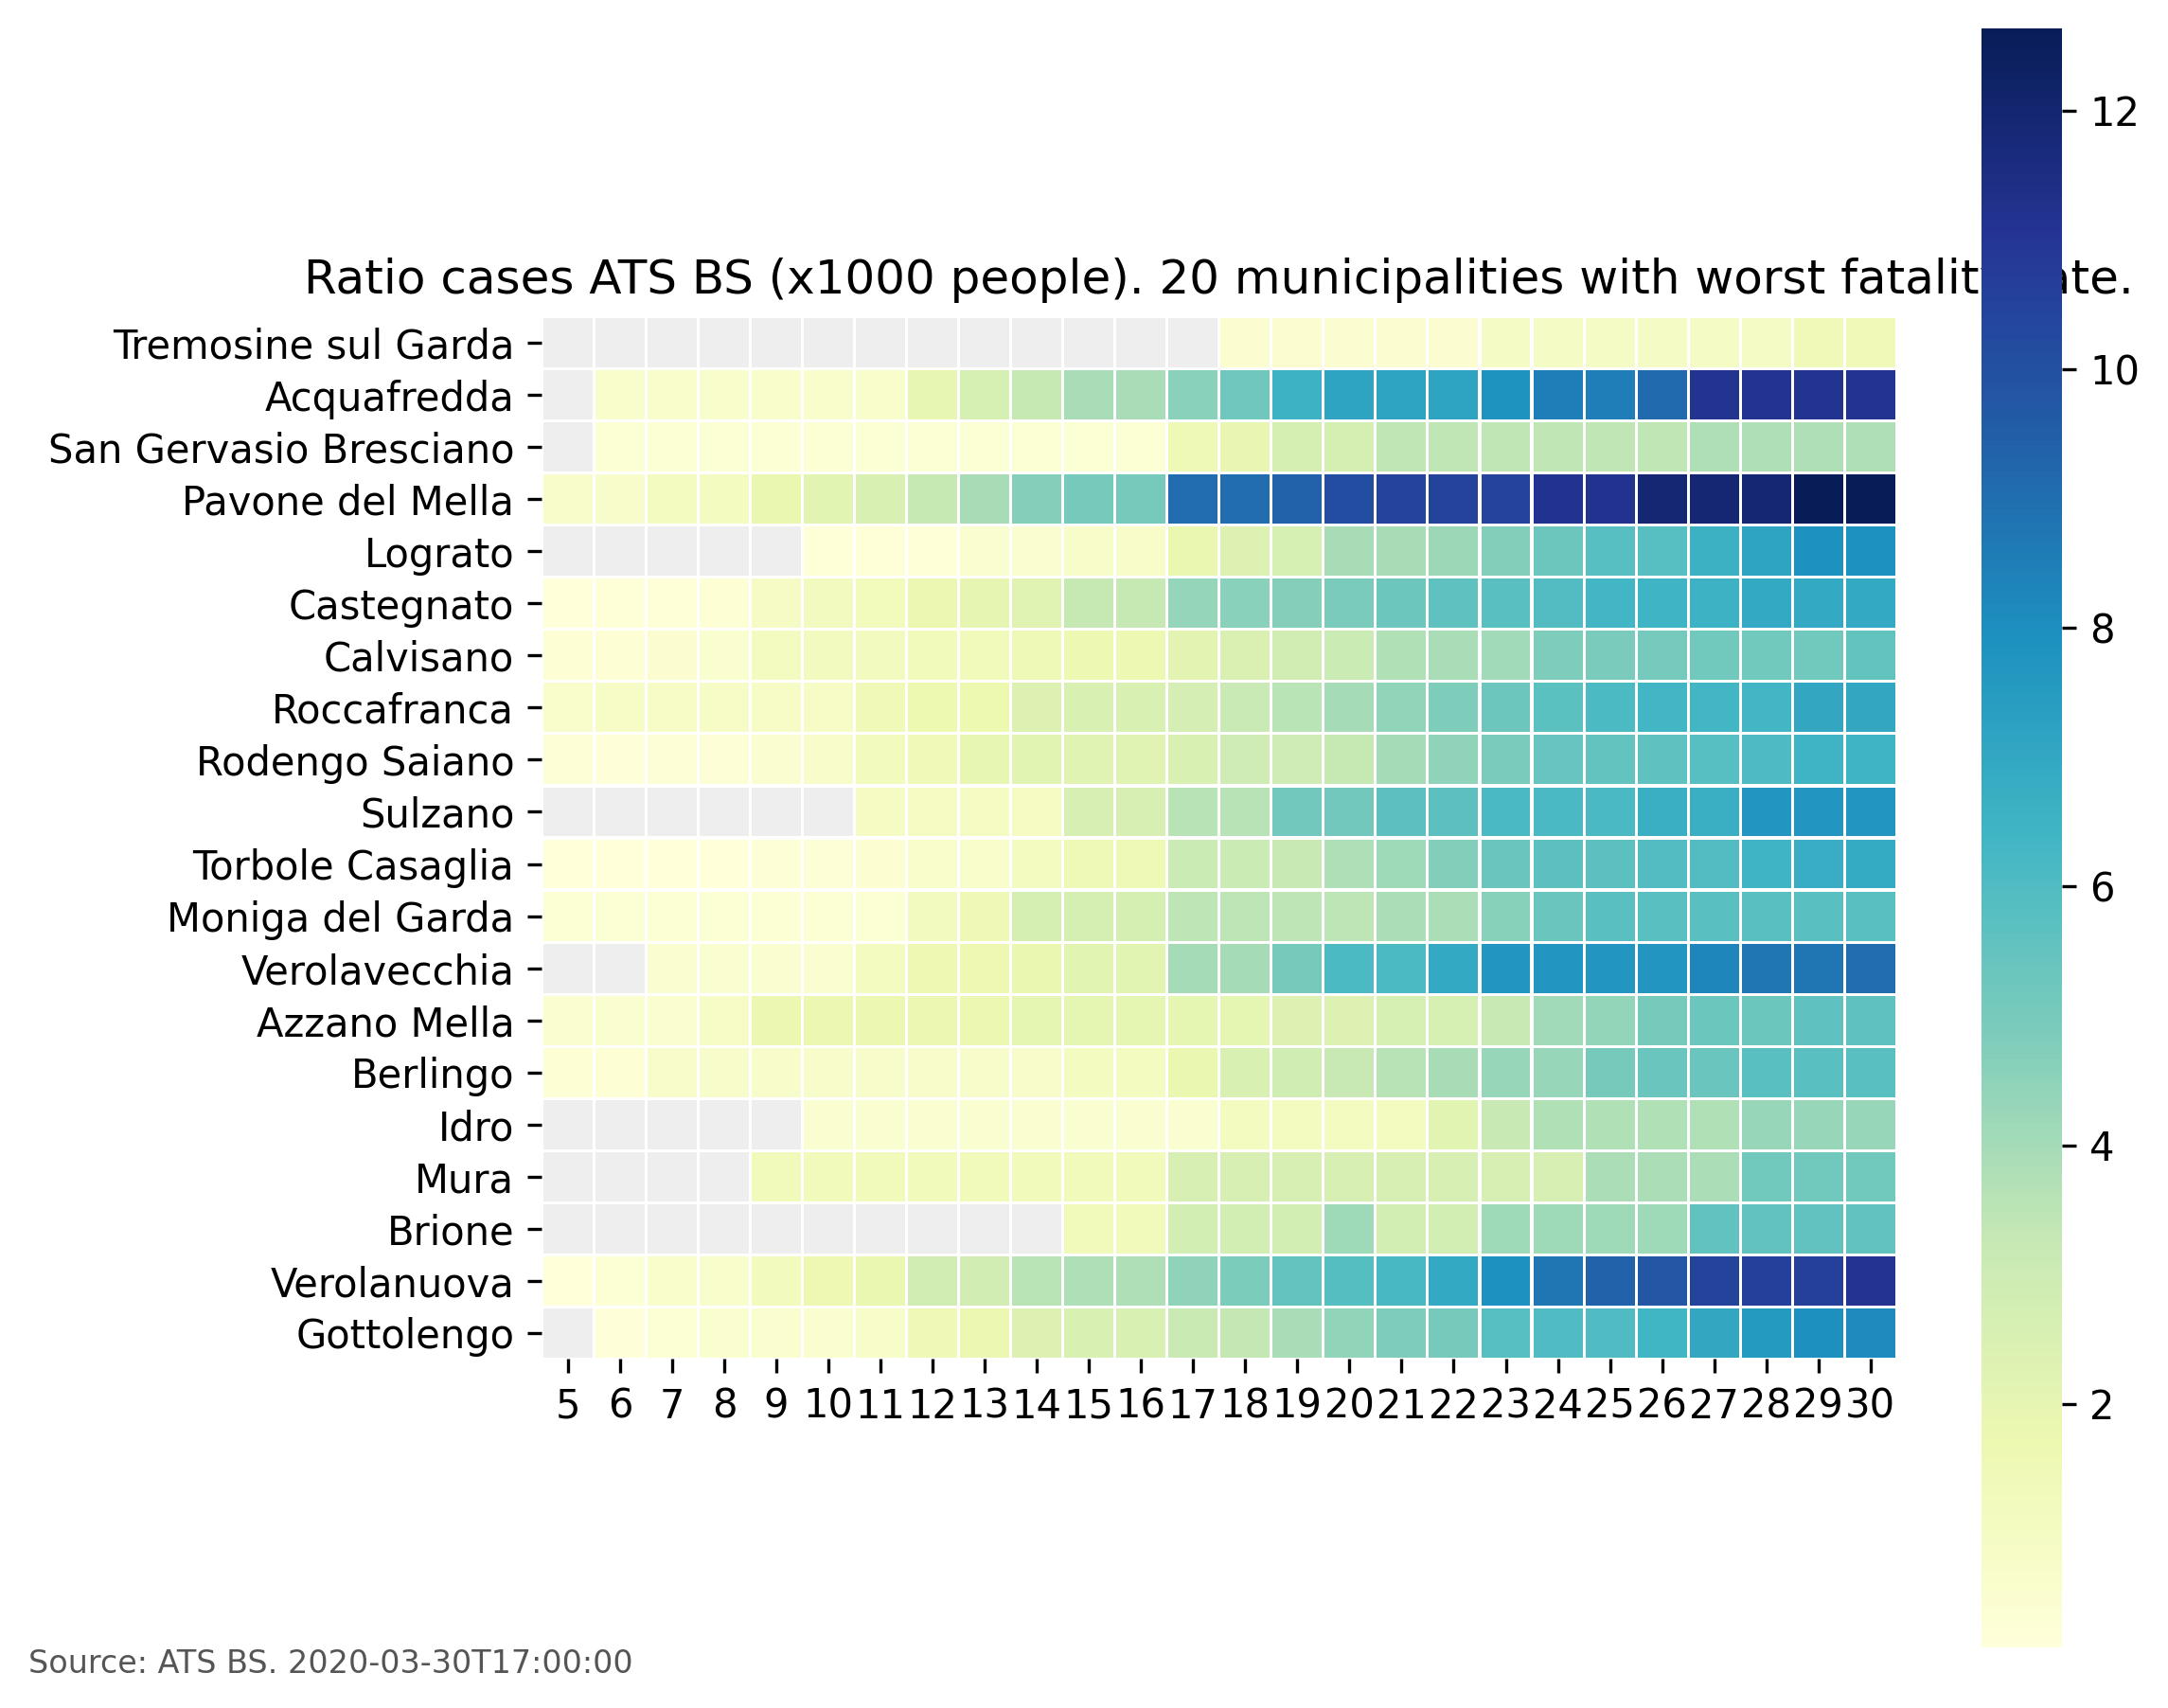 Ratio cases ATS BS (x1000 people). 20 municipalities with worst fatality rate.
Tremosine sul Garda
Acquafredda
San Gervasio Bresciano
Pavone del Mella
Lograto
Castegnato
Calvisano
Roccafranca
Rodengo Saiano
Sulzano
Torbole Casaglia
Moniga del Garda
Verolavecchia
Azzano Mella
Berlingo
Idro
Mura
Brione
Verolanuova
Gottolengo
5 6 7 8 9 10 11 12 13 14 15 16 17 18 19 20 21 22 23 24 25 26 27 28 29 30
12
10
8
6
4
2
Source: ATS BS. 2020-03-30T17:00:00